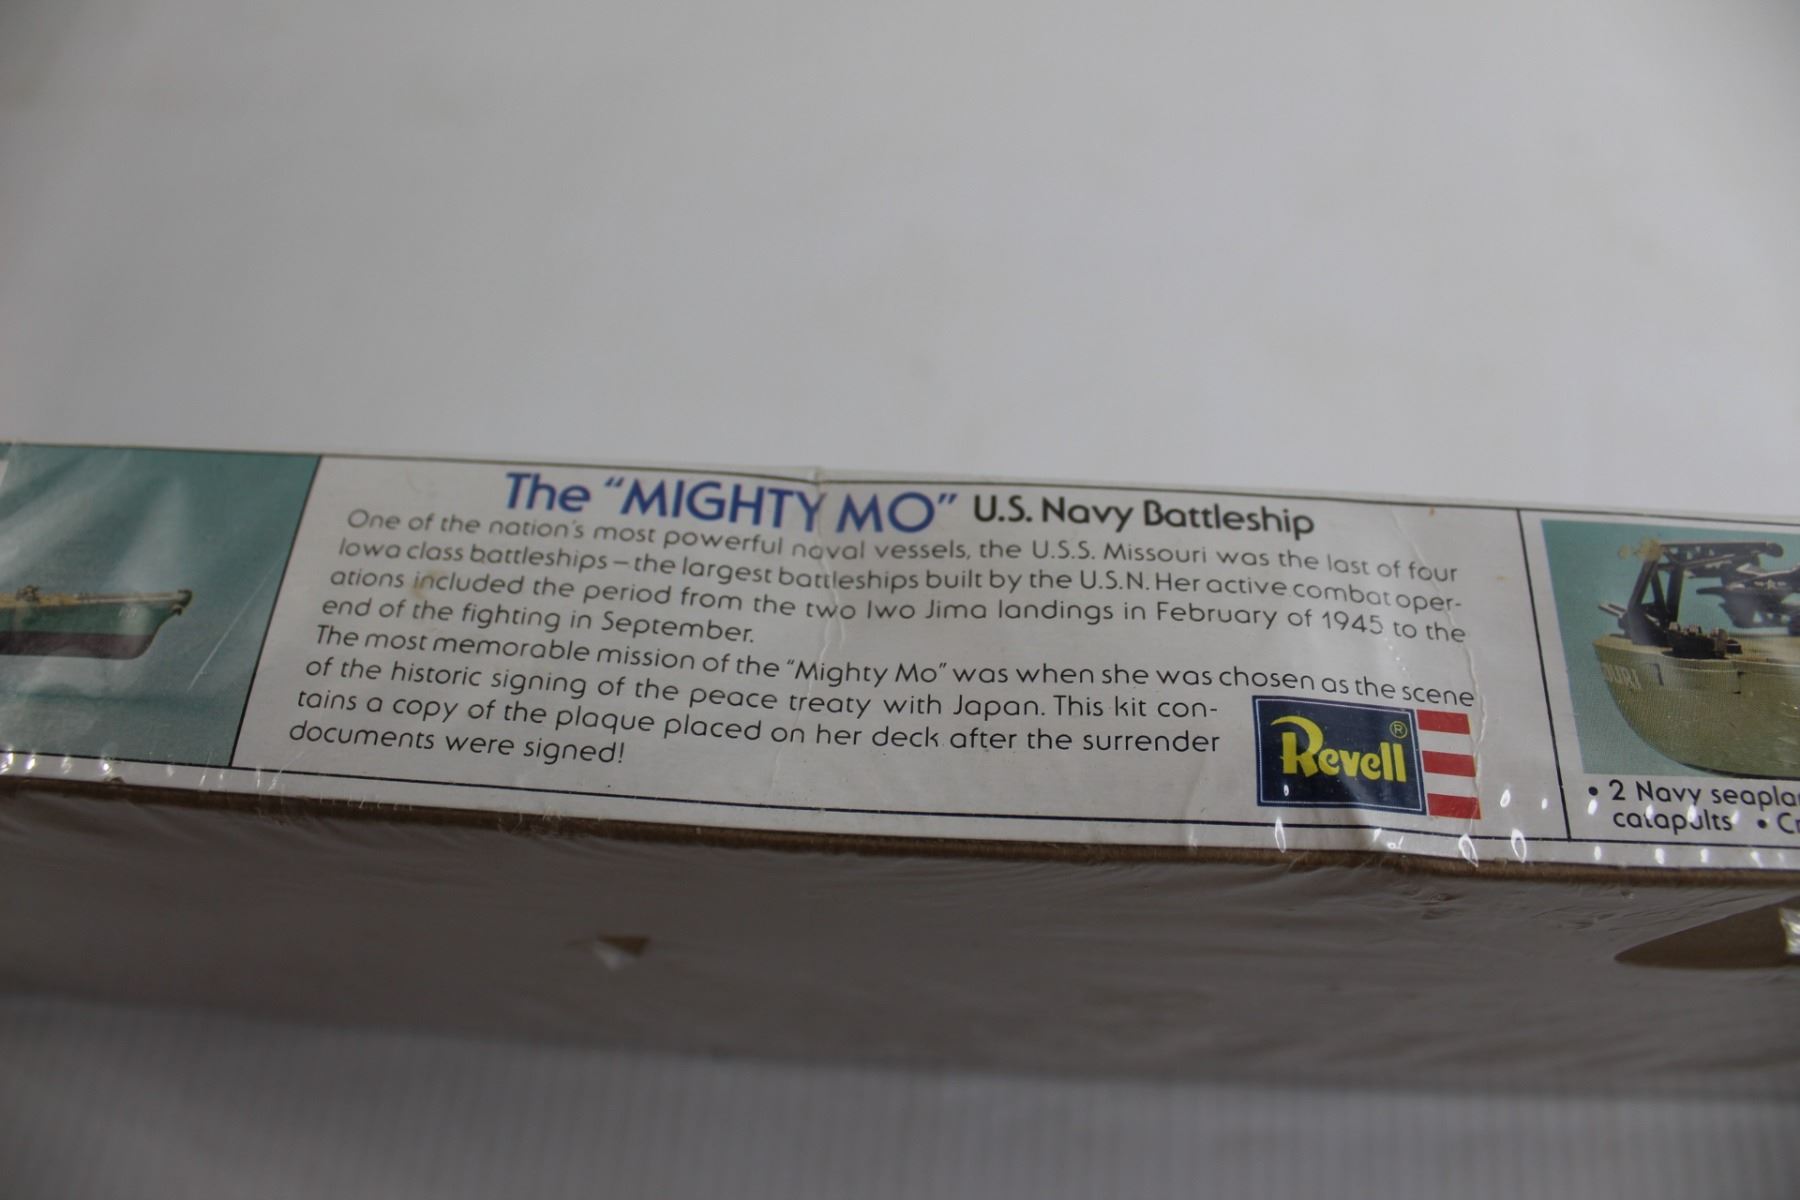 The "MIGHTY MO" U.S. Navy Battleship
One of the nation's most powerful naval vessels, the U.S.S. Missouri was the last of four
Iowa class battleships – the largest battleships built by the U.S.N. Her active combat oper-
ations included the period from the two Iwo Jima landings in February of 1945 to the
end of the fighting in September.
The most memorable mission of the "Mighty Mo" was when she was chosen as the scene
of the historic signing of the peace treaty with Japan. This kit con-
tains a copy of the plaque placed on her deck after the surrender
documents were signed!
Revell®
URI
• 2 Navy seapla
catapults • Cr